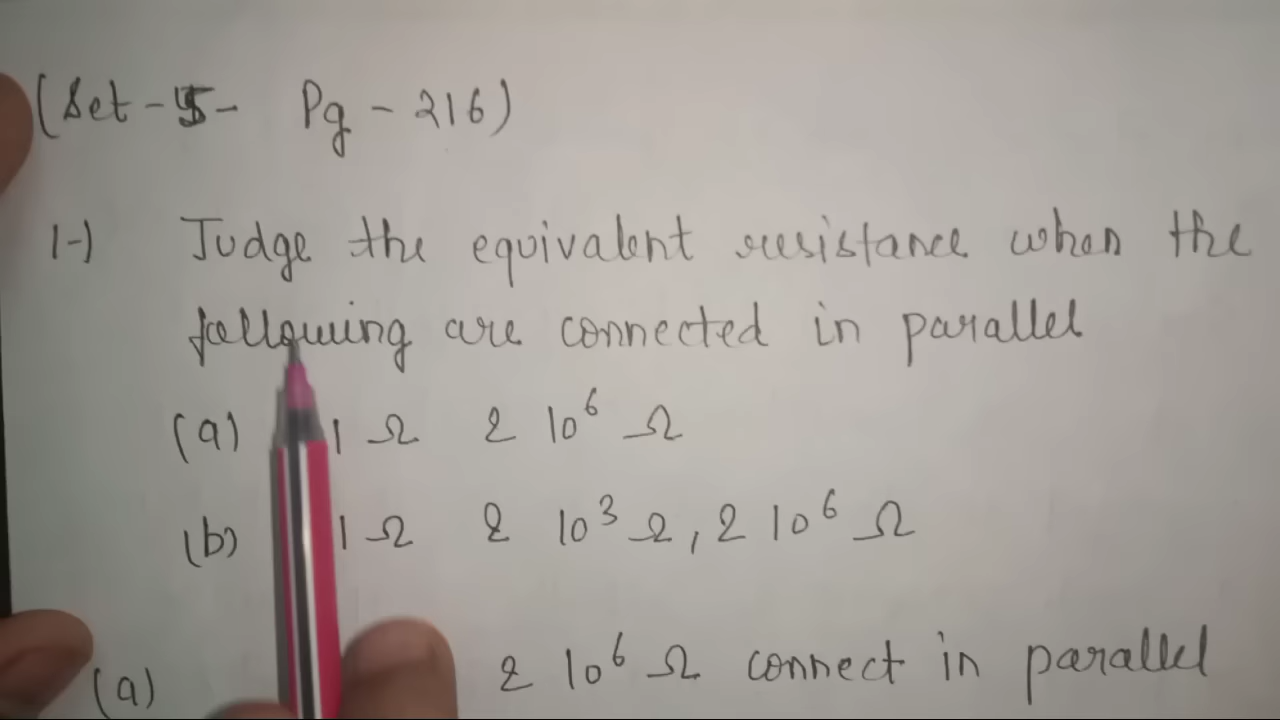 (Set-5- Pg-216)
1-) Judge the equivalent resistance when the
following are connected in parallel
(a) 1 Ω & 10⁶ Ω
(b) 1 Ω & 10³ Ω, & 10⁶ Ω
(a) & 10⁶ Ω connect in parallel